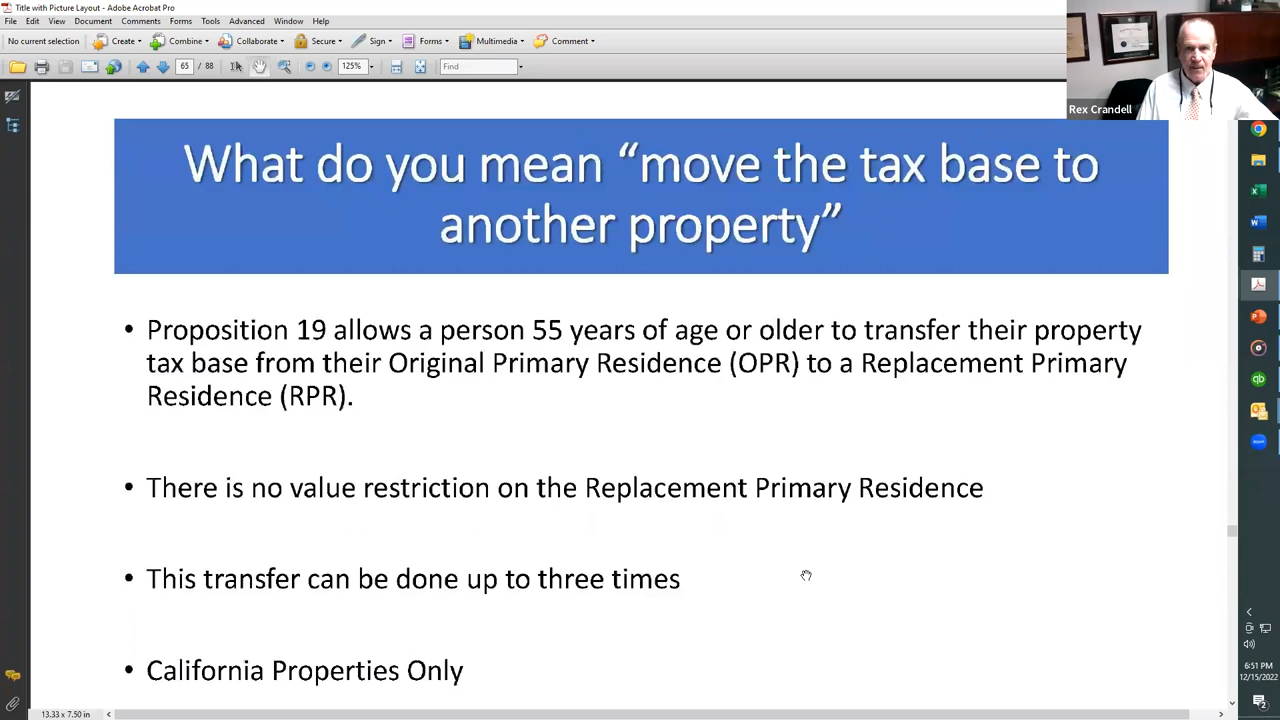 Title with Picture Layout - Adobe Acrobat Pro
File Edit View Document Comments Forms Tools Advanced Window Help
No current selection Create Combine Collaborate Secure Sign Forms Multimedia Comment
65 / 88 125% Find
Rex Crandell
What do you mean “move the tax base to
another property”
• Proposition 19 allows a person 55 years of age or older to transfer their property
tax base from their Original Primary Residence (OPR) to a Replacement Primary
Residence (RPR).
• There is no value restriction on the Replacement Primary Residence
• This transfer can be done up to three times
• California Properties Only
6:51 PM
12/15/2022
13.33 x 7.50 in